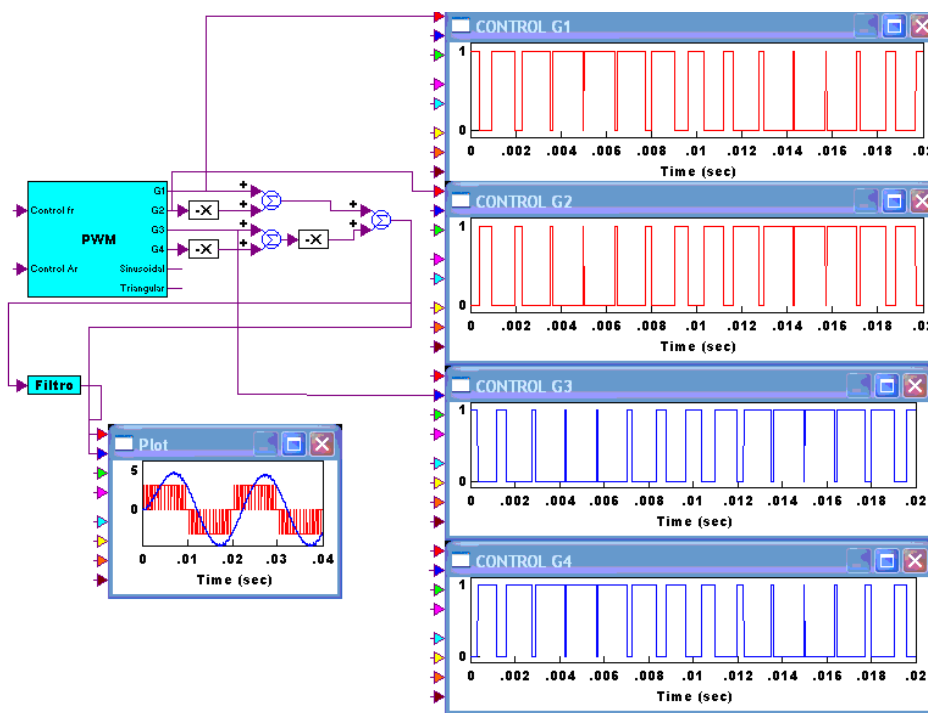 CONTROL G1
1
0
0 .002 .004 .006 .008 .01 .012 .014 .016 .018 .0
Time (sec)
G1
G2
G3
G4
Control fr
PWM
Control Ar
Sinusoidal
Triangular
+
+
+
+
+
+
-X
-X
-X
Σ
Σ
Σ
CONTROL G2
1
0
0 .002 .004 .006 .008 .01 .012 .014 .016 .018 .0
Time (sec)
Filtro
CONTROL G3
1
0
0 .002 .004 .006 .008 .01 .012 .014 .016 .018 .02
Time (sec)
Plot
5
0
0 .01 .02 .03 .04
Time (sec)
CONTROL G4
1
0
0 .002 .004 .006 .008 .01 .012 .014 .016 .018 .02
Time (sec)